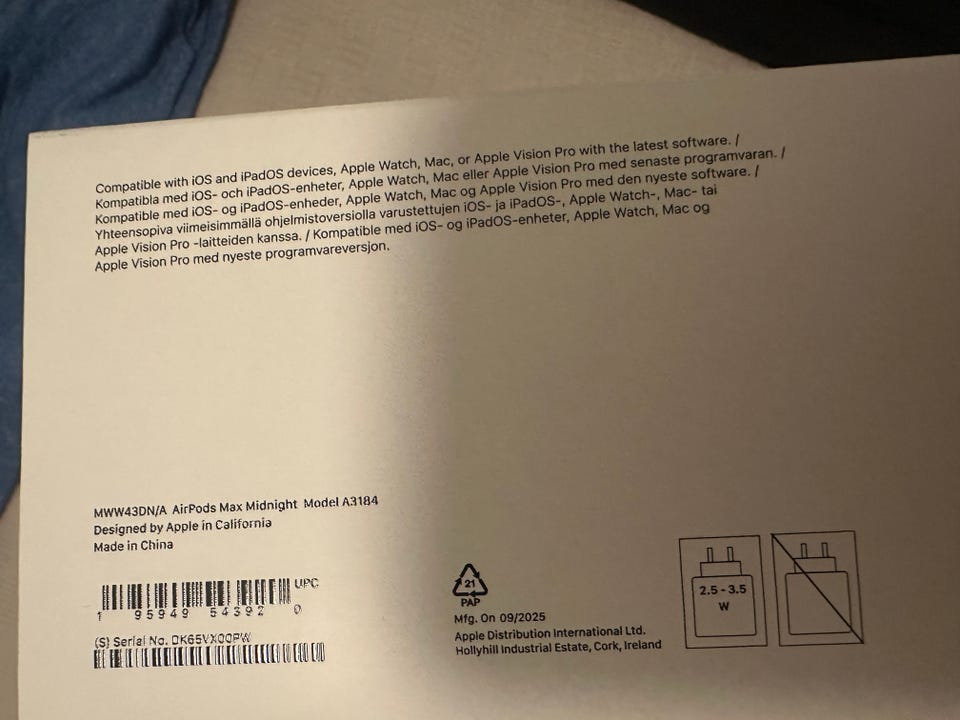 Compatible with iOS and iPadOS devices, Apple Watch, Mac, or Apple Vision Pro with the latest software. /
Kompatibla med iOS- och iPadOS-enheter, Apple Watch, Mac eller Apple Vision Pro med senaste programvaran. /
Kompatible med iOS- og iPadOS-enheder, Apple Watch, Mac og Apple Vision Pro med den nyeste software. /
Yhteensopiva viimeisimmällä ohjelmistoversiolla varustettujen iOS- ja iPadOS-, Apple Watch-, Mac- tai
Apple Vision Pro -laitteiden kanssa. / Kompatible med iOS- og iPadOS-enheter, Apple Watch, Mac og
Apple Vision Pro med nyeste programvareversjon.
MWW43DN/A AirPods Max Midnight Model A3184
Designed by Apple in California
Made in China
UPC
1 95949 54392 0
(S) Serial No.
21
PAP
Mfg. On 09/2025
Apple Distribution International Ltd.
Hollyhill Industrial Estate, Cork, Ireland
2.5 - 3.5
W